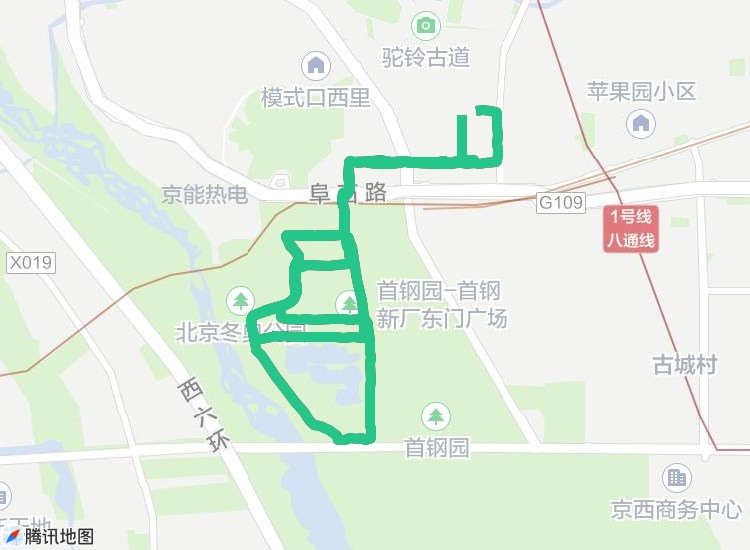 驼铃古道
苹果园小区
模式口西里
京能热电
阜石路
G109
1号线
八通线
X019
首钢园-首钢
新厂东门广场
北京冬奥公园
古城村
西六环
首钢园
京西商务中心
腾讯地图